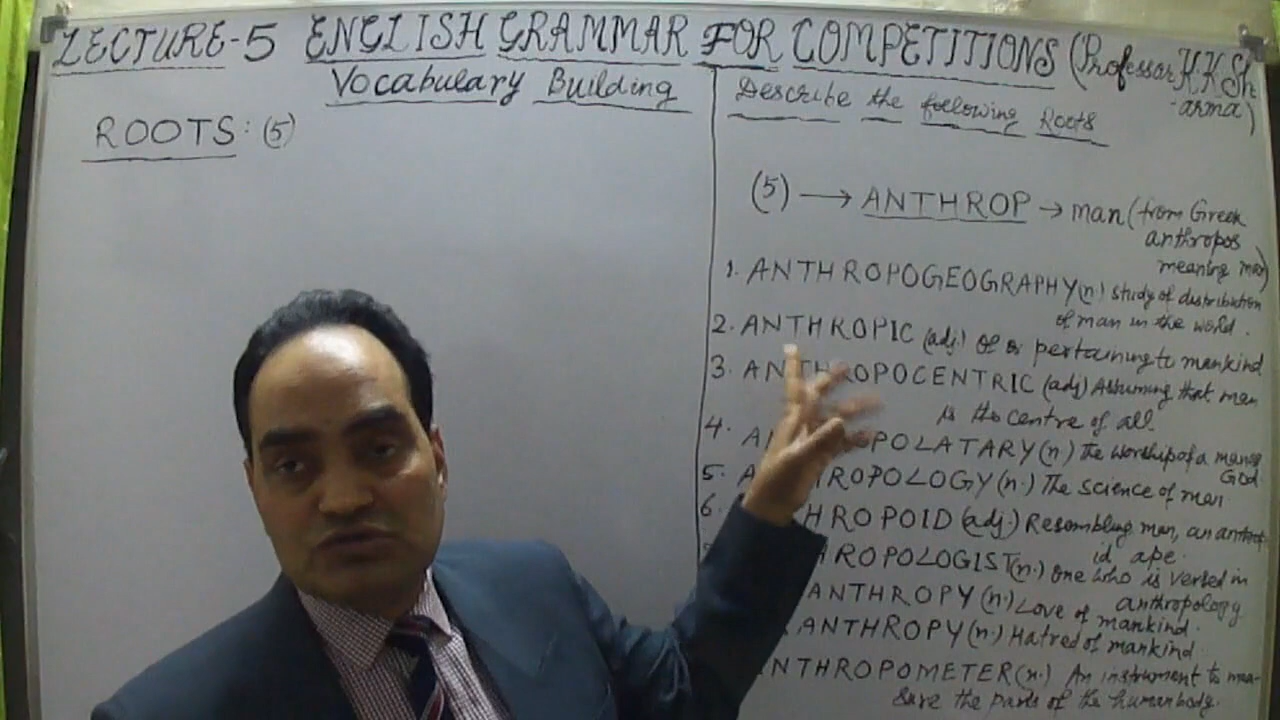 LECTURE-5 ENGLISH GRAMMAR FOR COMPETITIONS (Professor K.K.Sh
-arma)
Vocabulary Building
ROOTS: (5)
Describe the following Roots
(5) → ANTHROP → man (from Greek
anthropos
meaning man)
1. ANTHROPOGEOGRAPHY (n.) study of distribution
of man in the world.
2. ANTHROPIC (adj.) of or pertaining to mankind
3. ANTHROPOCENTRIC (adj) Assuming that man
is the centre of all.
4. A POLATARY (n) The worship of a man as
God
5. A HROPOLOGY (n.) The science of man
6. HROPOID (adj.) Resembling man, an anthropo
id ape.
ROPOLOGIST (n.) one who is versed in
anthropology
ANTHROPY (n.) Love of mankind.
ANTHROPY (n.) Hatred of mankind.
NTHROPOMETER (n.) An instrument to mea-
sure the parts of the human body.